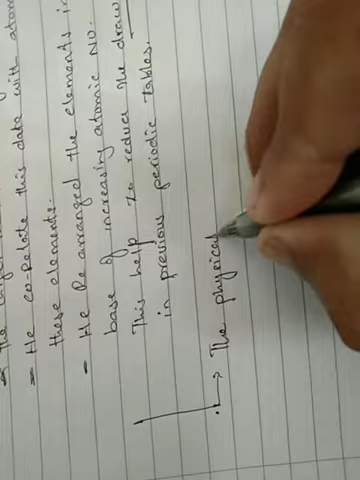 with atom
- He co-relate this data
these elements.
- He Re arranged the elements in
base of increasing atomic No.
This help to reduce the draw
in previous periodic tables.
The physical